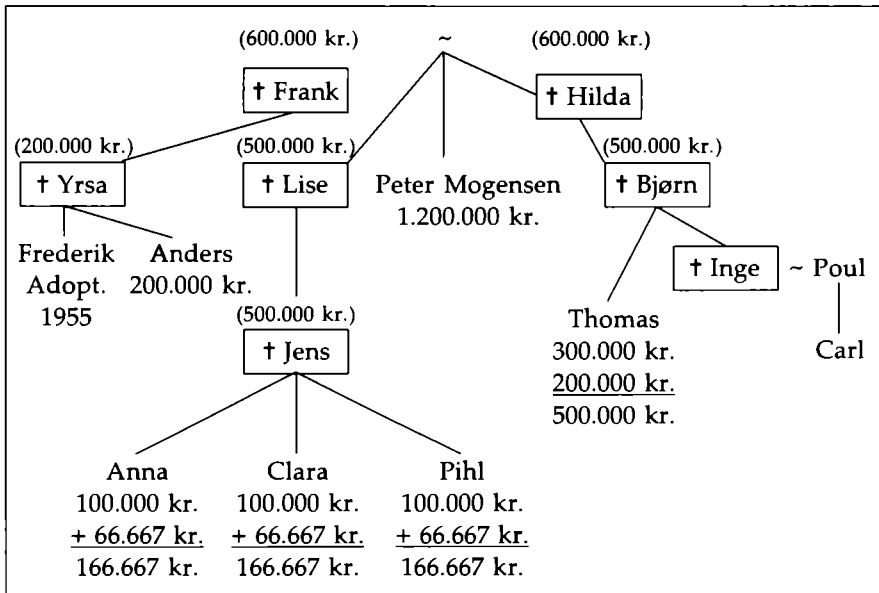 (600.000 kr.) ~ (600.000 kr.)
† Frank
† Hilda
(200.000 kr.) (500.000 kr.) (500.000 kr.)
† Yrsa † Lise Peter Mogensen † Bjørn
1.200.000 kr.
Frederik Anders
Adopt. 200.000 kr.
1955
† Inge ~ Poul
(500.000 kr.)
† Jens
Thomas Carl
300.000 kr.
200.000 kr.
500.000 kr.
Anna Clara Pihl
100.000 kr. 100.000 kr. 100.000 kr.
+ 66.667 kr. + 66.667 kr. + 66.667 kr.
166.667 kr. 166.667 kr. 166.667 kr.